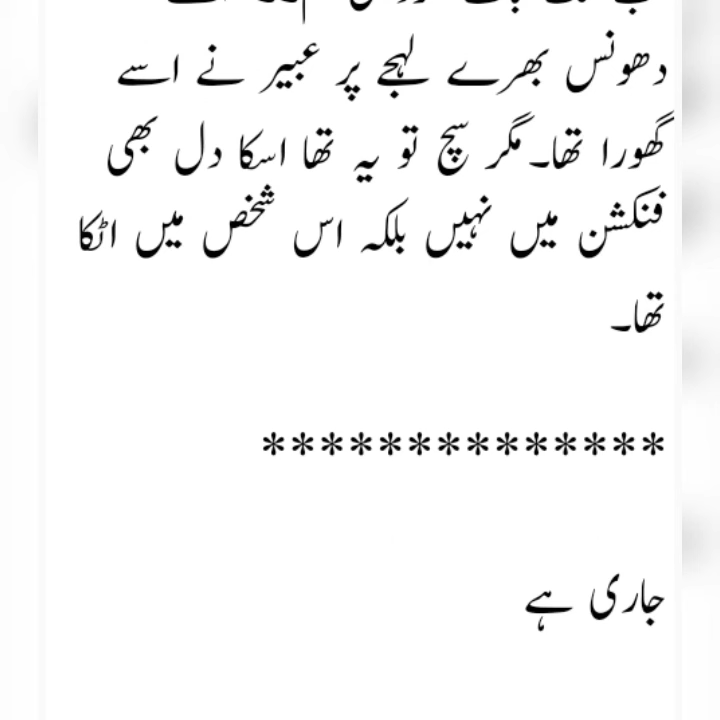 دھونس بھرے لہجے پر عبیر نے اسے
گھورا تھا۔مگر سچ تو یہ تھا اسکا دل بھی
فنکشن میں نہیں بلکہ اس شخص میں اٹکا
تھا۔
**************
جاری ہے